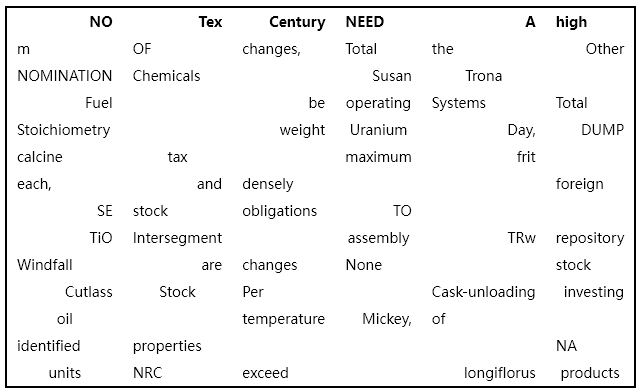 NO Tex Century NEED A high
m OF changes, Total the Other
NOMINATION Chemicals Susan Trona
Fuel be operating Systems Total
Stoichiometry weight Uranium Day, DUMP
calcine tax maximum frit
each, and densely foreign
SE stock obligations TO
TiO Intersegment assembly TRw repository
Windfall are changes None stock
Cutlass Stock Per Cask-unloading investing
oil temperature Mickey, of
identified properties NA
units NRC exceed longiflorus products